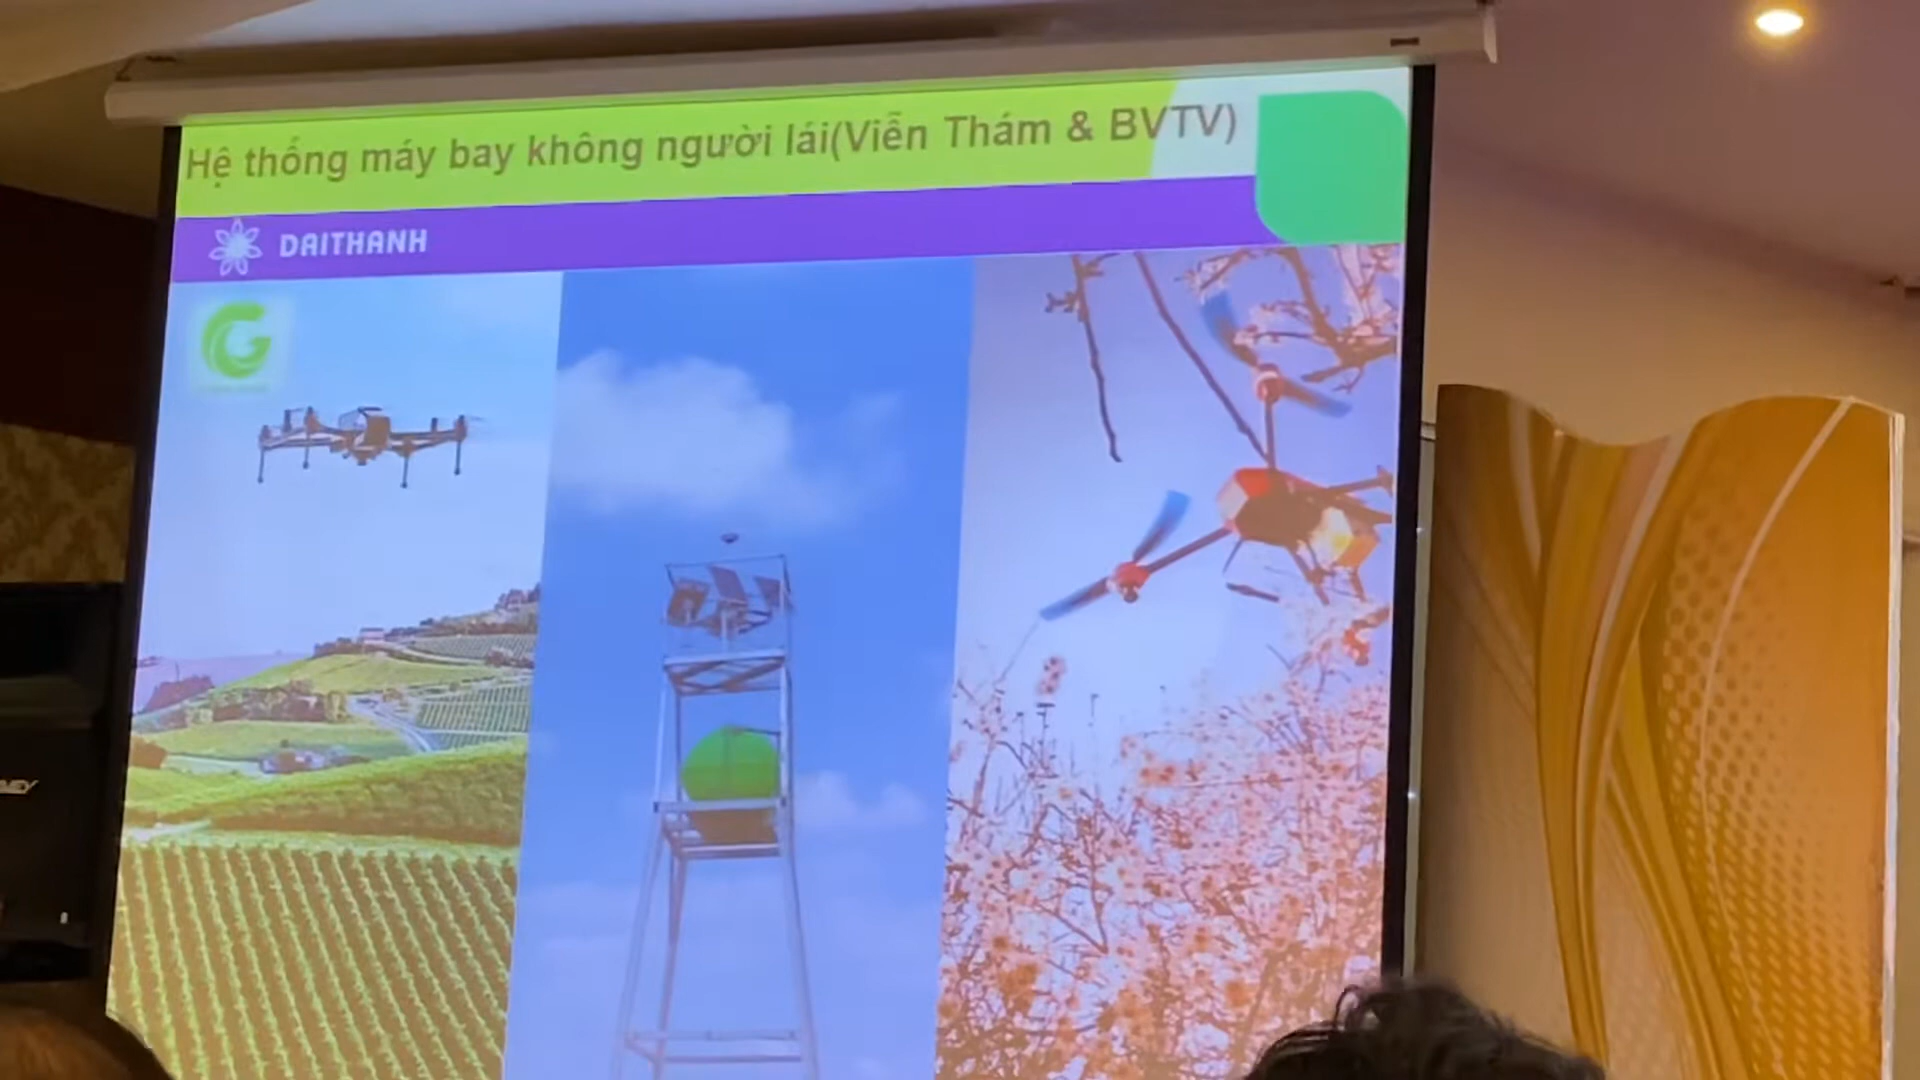 Hệ thống máy bay không người lái(Viễn Thám & BVTV)
DAITHANH
G